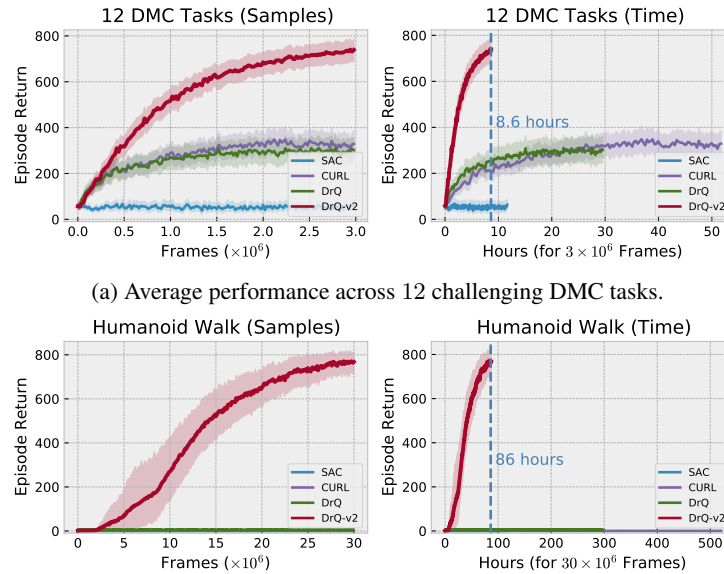 12 DMC Tasks (Samples)
Episode Return
800
600
400
200
0
0.0
0.5
1.0
1.5
2.0
2.5
3.0
Frames (×10⁶)
SAC
CURL
DrQ
DrQ-v2
12 DMC Tasks (Time)
Episode Return
800
600
400
200
0
0
10
20
30
40
50
Hours (for 3 × 10⁶ Frames)
8.6 hours
SAC
CURL
DrQ
DrQ-v2
(a) Average performance across 12 challenging DMC tasks.
Humanoid Walk (Samples)
Episode Return
800
600
400
200
0
0
5
10
15
20
25
30
Frames (×10⁶)
SAC
CURL
DrQ
DrQ-v2
Humanoid Walk (Time)
Episode Return
800
600
400
200
0
0
100
200
300
400
500
Hours (for 30 × 10⁶ Frames)
86 hours
SAC
CURL
DrQ
DrQ-v2